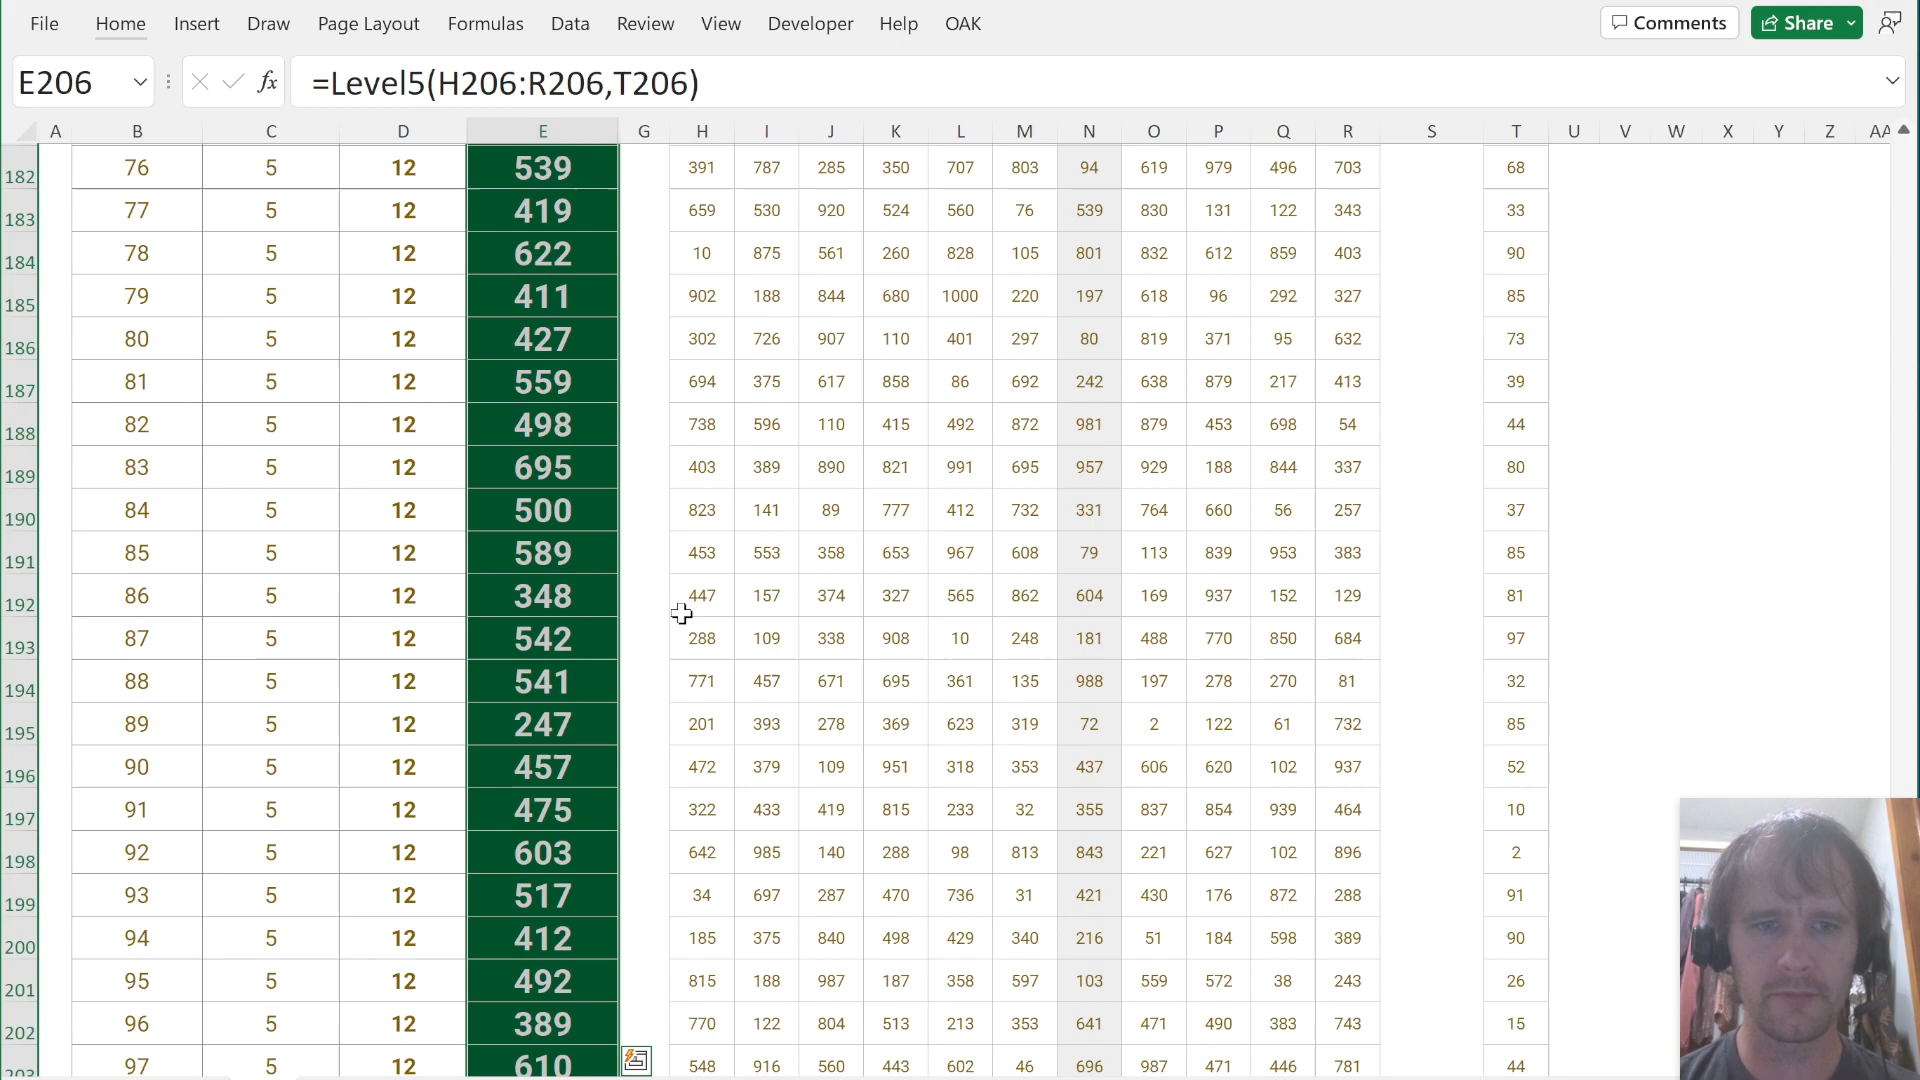 File Home Insert Draw Page Layout Formulas Data Review View Developer Help OAK Comments Share
E206 fx =Level5(H206:R206,T206)
A B C D E G H I J K L M N O P Q R S T U V W X Y Z AA
182 76 5 12 539 391 787 285 350 707 803 94 619 979 496 703 68
183 77 5 12 419 659 530 920 524 560 76 539 830 131 122 343 33
184 78 5 12 622 10 875 561 260 828 105 801 832 612 859 403 90
185 79 5 12 411 902 188 844 680 1000 220 197 618 96 292 327 85
186 80 5 12 427 302 726 907 110 401 297 80 819 371 95 632 73
187 81 5 12 559 694 375 617 858 86 692 242 638 879 217 413 39
188 82 5 12 498 738 596 110 415 492 872 981 879 453 698 54 44
189 83 5 12 695 403 389 890 821 991 695 957 929 188 844 337 80
190 84 5 12 500 823 141 89 777 412 732 331 764 660 56 257 37
191 85 5 12 589 453 553 358 653 967 608 79 113 839 953 383 85
192 86 5 12 348 447 157 374 327 565 862 604 169 937 152 129 81
193 87 5 12 542 288 109 338 908 10 248 181 488 770 850 684 97
194 88 5 12 541 771 457 671 695 361 135 988 197 278 270 81 32
195 89 5 12 247 201 393 278 369 623 319 72 2 122 61 732 85
196 90 5 12 457 472 379 109 951 318 353 437 606 620 102 937 52
197 91 5 12 475 322 433 419 815 233 32 355 837 854 939 464 10
198 92 5 12 603 642 985 140 288 98 813 843 221 627 102 896 2
199 93 5 12 517 34 697 287 470 736 31 421 430 176 872 288 91
200 94 5 12 412 185 375 840 498 429 340 216 51 184 598 389 90
201 95 5 12 492 815 188 987 187 358 597 103 559 572 38 243 26
202 96 5 12 389 770 122 804 513 213 353 641 471 490 383 743 15
203 97 5 12 610 548 916 560 443 602 46 696 987 471 446 781 44